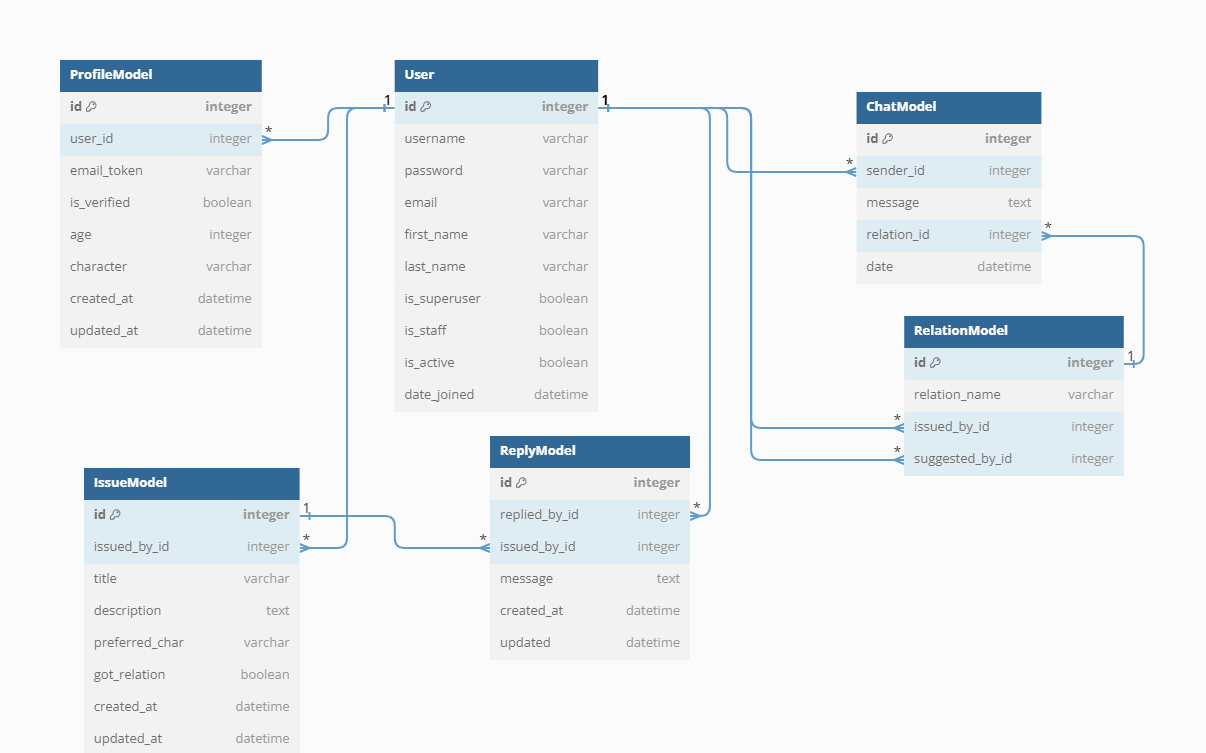 ProfileModel
id integer
user_id integer
email_token varchar
is_verified boolean
age integer
character varchar
created_at datetime
updated_at datetime
1
*
User
id integer
username varchar
password varchar
email varchar
first_name varchar
last_name varchar
is_superuser boolean
is_staff boolean
is_active boolean
date_joined datetime
1
*
ChatModel
id integer
sender_id integer
message text
relation_id integer
date datetime
*
RelationModel
id integer
relation_name varchar
issued_by_id integer
suggested_by_id integer
1
*
*
IssueModel
id integer
issued_by_id integer
title varchar
description text
preferred_char varchar
got_relation boolean
created_at datetime
updated_at datetime
1
*
ReplyModel
id integer
replied_by_id integer
issued_by_id integer
message text
created_at datetime
updated datetime
*
*